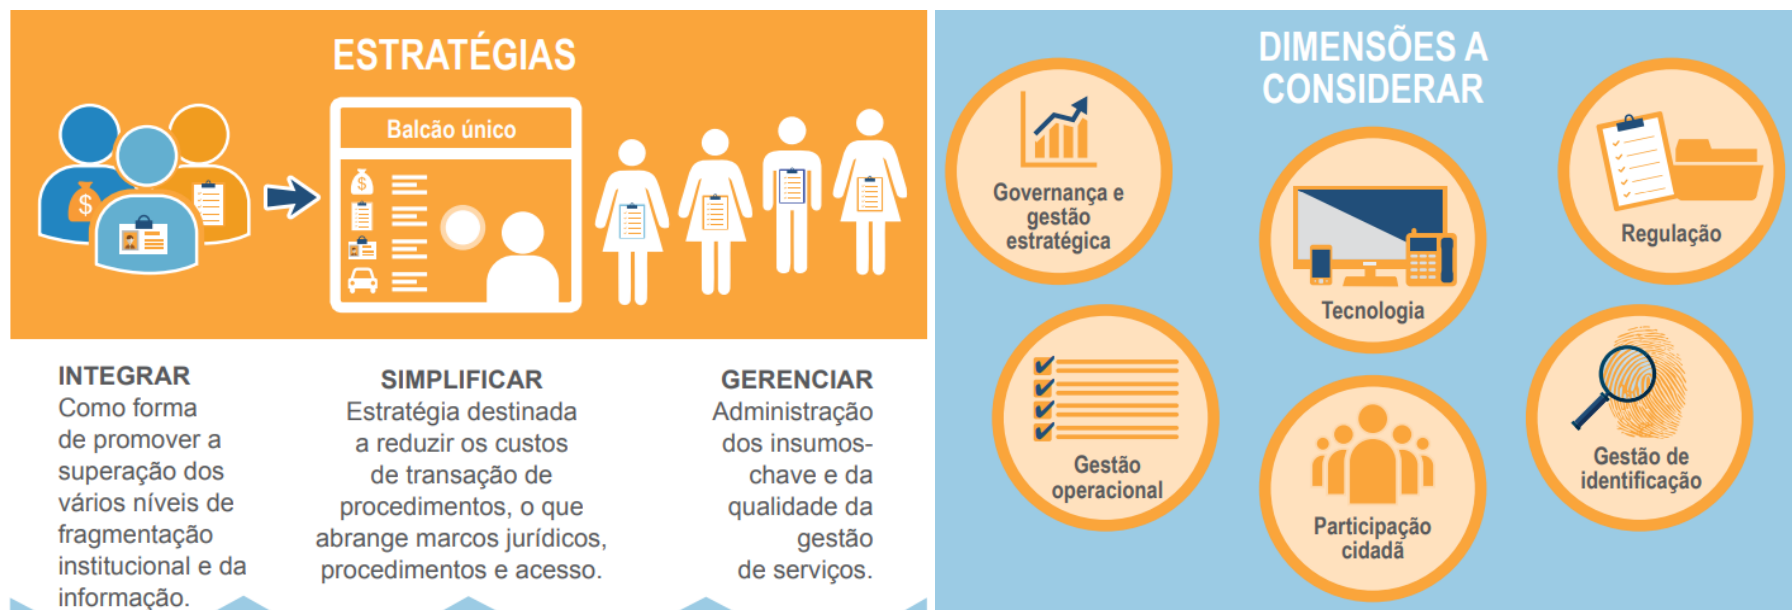 ESTRATÉGIAS
Balcão único
$
$
INTEGRAR
Como forma
de promover a
superação dos
vários níveis de
fragmentação
institucional e da
informação.
SIMPLIFICAR
Estratégia destinada
a reduzir os custos
de transação de
procedimentos, o que
abrange marcos jurídicos,
procedimentos e acesso.
GERENCIAR
Administração
dos insumos-
chave e da
qualidade da
gestão
de serviços.
DIMENSÕES A
CONSIDERAR
Governança e
gestão
estratégica
Tecnologia
Regulação
Gestão
operacional
Participação
cidadã
Gestão de
identificação